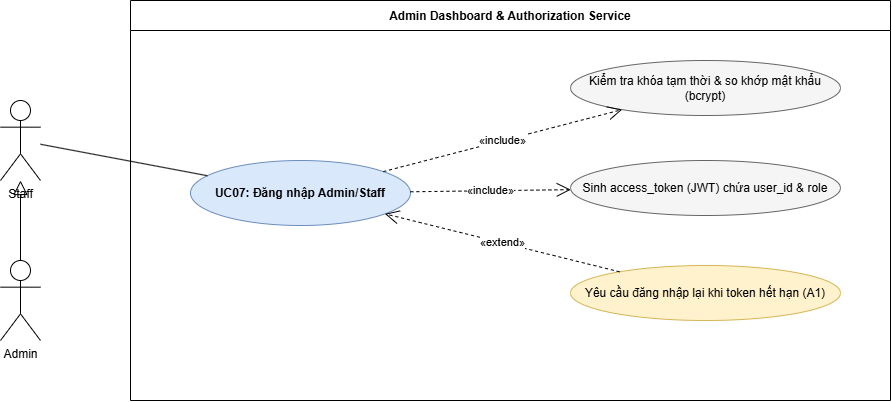 Admin Dashboard & Authorization Service
Kiểm tra khóa tạm thời & so khớp mật khẩu
(bcrypt)
«include»
Staff
UC07: Đăng nhập Admin/Staff
«include»
Sinh access_token (JWT) chứa user_id & role
«extend»
Yêu cầu đăng nhập lại khi token hết hạn (A1)
Admin